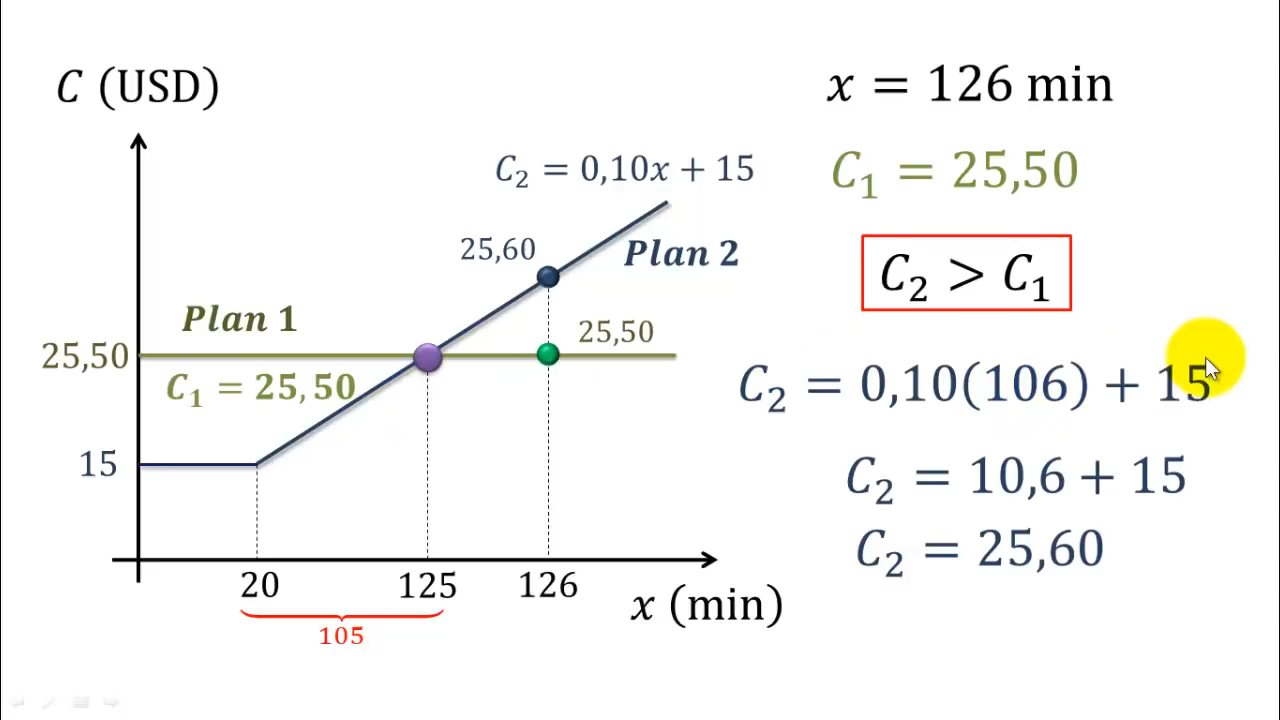 C (USD)
C₂ = 0,10x + 15
25,60
Plan 2
Plan 1
25,50
25,50
C₁ = 25,50
15
20
125
126
x (min)
105
x = 126 min
C₁ = 25,50
C₂ > C₁
C₂ = 0,10(106) + 15
C₂ = 10,6 + 15
C₂ = 25,60